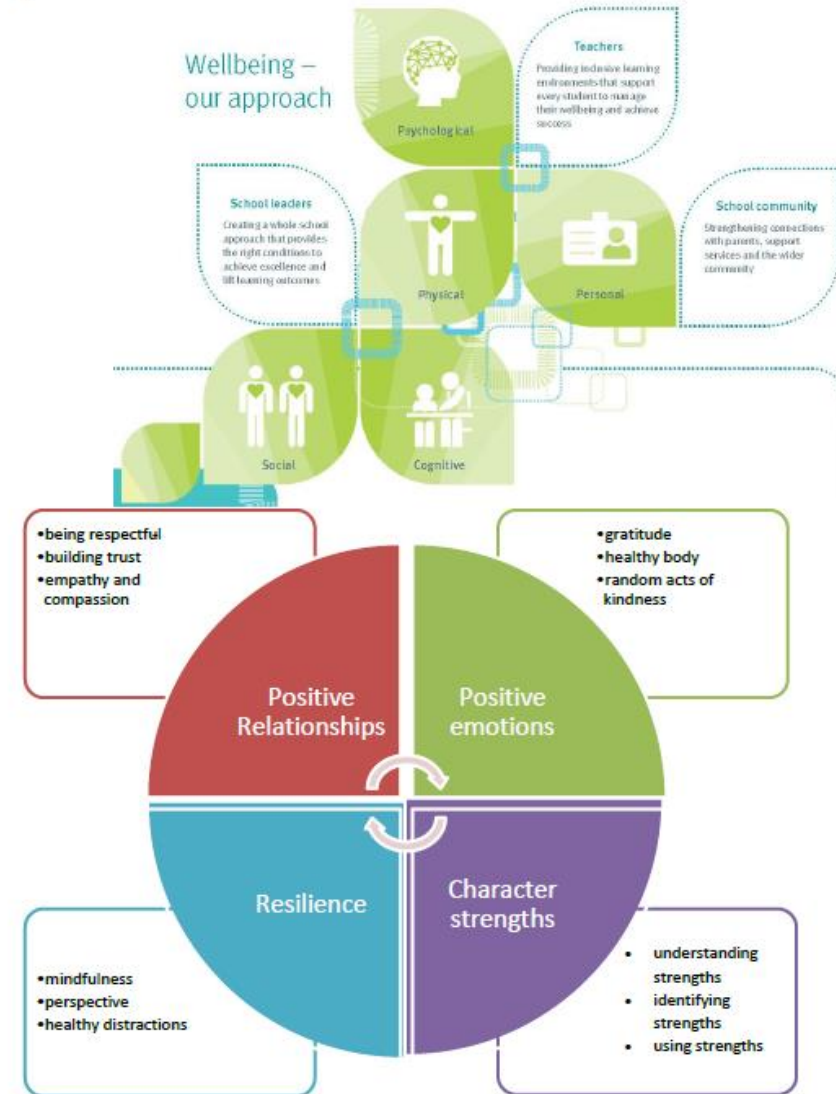 Wellbeing –
our approach
Psychological
Teachers
Providing inclusive learning
environments that support
every student to manage
their wellbeing and achieve
success
School leaders
Creating a whole school
approach that provides
the right conditions to
achieve excellence and
lift learning outcomes
Physical
Personal
School community
Strengthening connections
with parents, support
services and the wider
community
Social
Cognitive
•being respectful
•building trust
•empathy and
compassion
•gratitude
•healthy body
•random acts of
kindness
Positive
Relationships
Positive
emotions
Resilience
Character
strengths
•mindfulness
•perspective
•healthy distractions
• understanding
strengths
• identifying
strengths
• using strengths